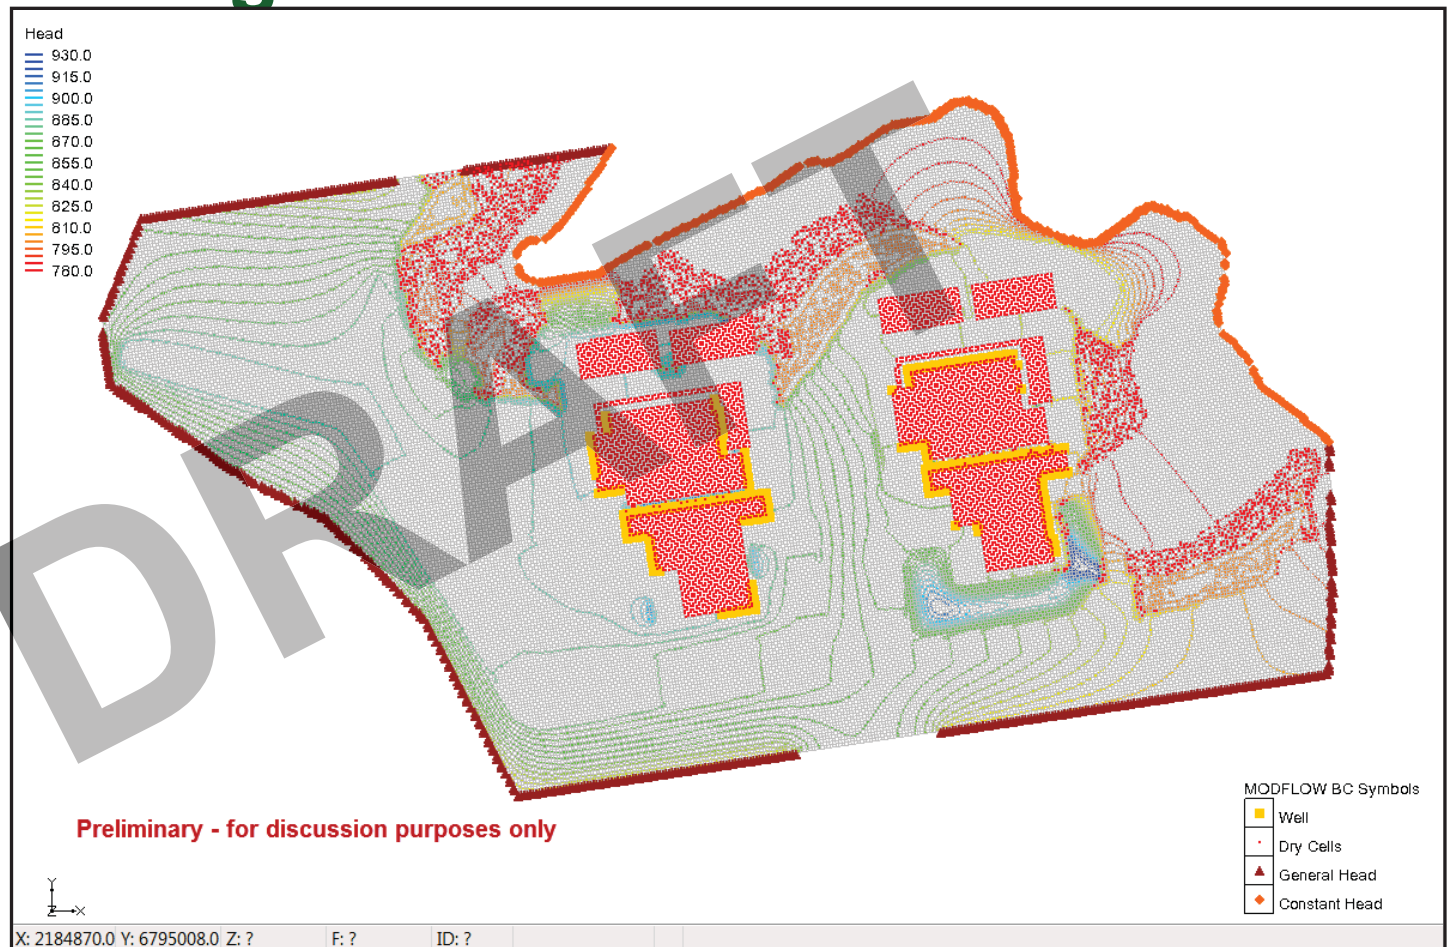 g
Head
930.0
915.0
900.0
885.0
870.0
855.0
840.0
825.0
810.0
795.0
780.0
DRAFT
Preliminary - for discussion purposes only
MODFLOW BC Symbols
Well
Dry Cells
General Head
Constant Head
Y
Z X
X: 2184870.0 Y: 6795008.0 Z: ? F: ? ID: ?